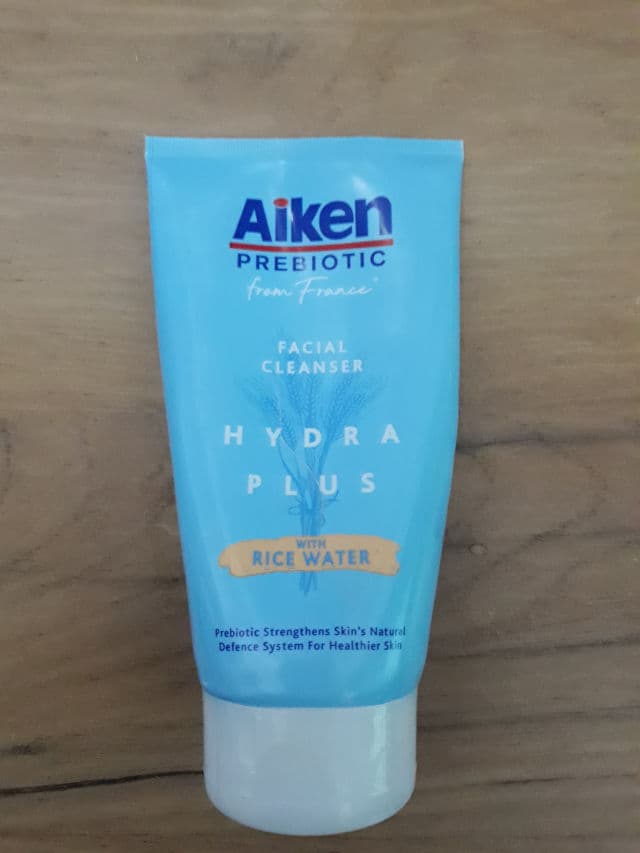 Aiken
PREBIOTIC
from France*
FACIAL
CLEANSER
HYDRA
PLUS
WITH
RICE WATER
Prebiotic Strengthens Skin's Natural
Defence System For Healthier Skin